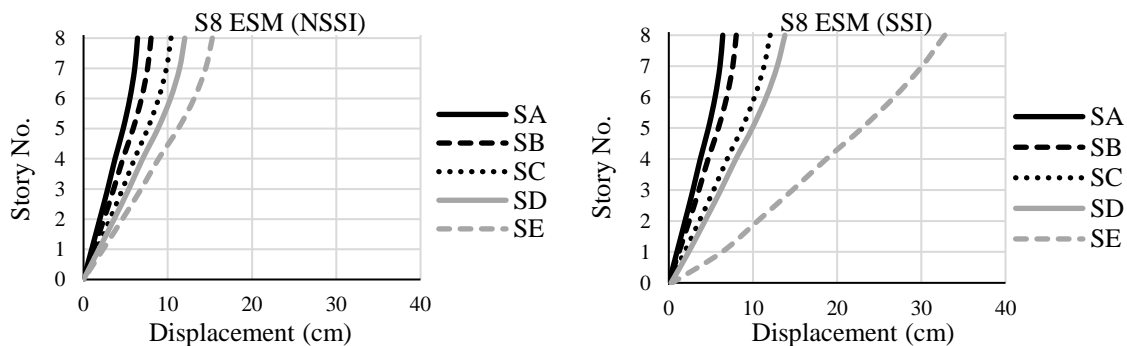 S8 ESM (NSSI)
8
7
6
5
4
3
2
1
0
Story No.
0 10 20 30 40
Displacement (cm)
SA
SB
SC
SD
SE
S8 ESM (SSI)
8
7
6
5
4
3
2
1
0
Story No.
0 10 20 30 40
Displacement (cm)
SA
SB
SC
SD
SE